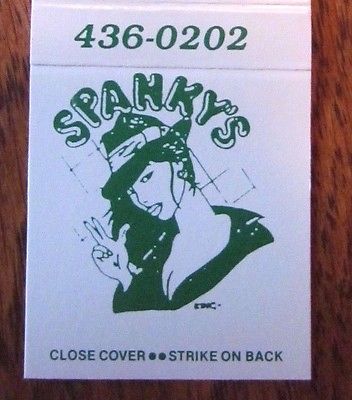 436-0202
SPANKY'S
CLOSE COVER ●● STRIKE ON BACK